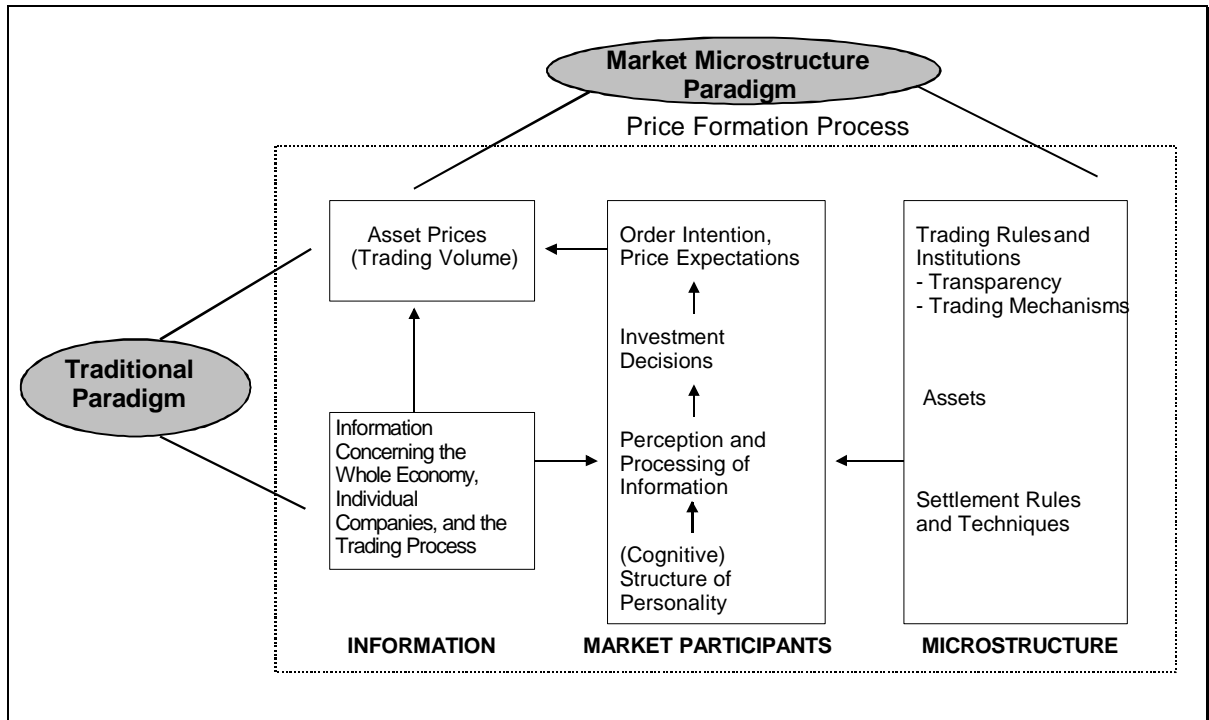 Market Microstructure
Paradigm
Price Formation Process
Traditional
Paradigm
Asset Prices
(Trading Volume)
Information
Concerning the
Whole Economy,
Individual
Companies, and the
Trading Process
INFORMATION
Order Intention,
Price Expectations
Investment
Decisions
Perception and
Processing of
Information
(Cognitive)
Structure of
Personality
MARKET PARTICIPANTS
Trading Rules and
Institutions
- Transparency
- Trading Mechanisms
Assets
Settlement Rules
and Techniques
MICROSTRUCTURE